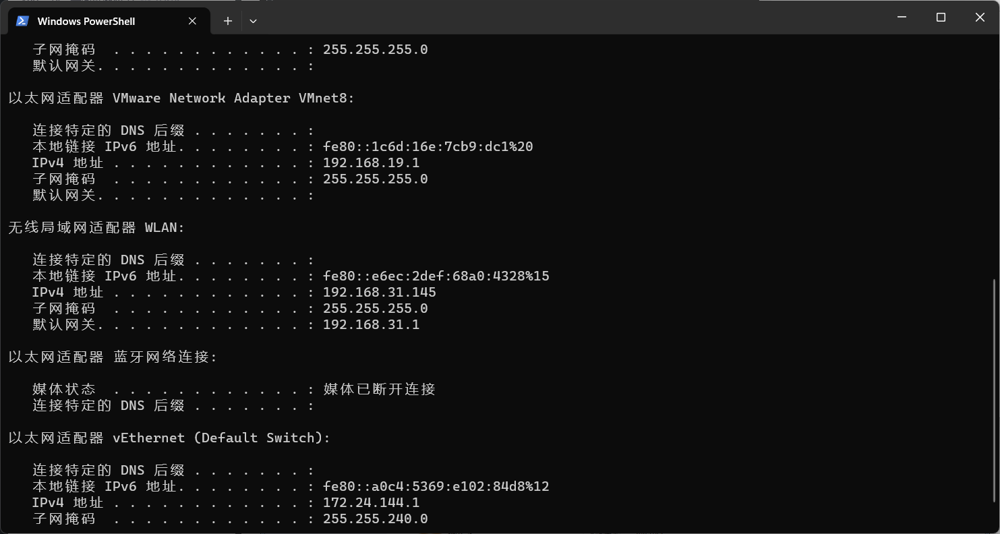 Windows PowerShell
子网掩码  . . . . . . . . . . . . : 255.255.255.0
默认网关. . . . . . . . . . . . . :
以太网适配器 VMware Network Adapter VMnet8:
连接特定的 DNS 后缀 . . . . . . . :
本地链接 IPv6 地址. . . . . . . . : fe80::1c6d:16e:7cb9:dc1%20
IPv4 地址 . . . . . . . . . . . . : 192.168.19.1
子网掩码  . . . . . . . . . . . . : 255.255.255.0
默认网关. . . . . . . . . . . . . :
无线局域网适配器 WLAN:
连接特定的 DNS 后缀 . . . . . . . :
本地链接 IPv6 地址. . . . . . . . : fe80::e6ec:2def:68a0:4328%15
IPv4 地址 . . . . . . . . . . . . : 192.168.31.145
子网掩码  . . . . . . . . . . . . : 255.255.255.0
默认网关. . . . . . . . . . . . . : 192.168.31.1
以太网适配器 蓝牙网络连接:
媒体状态  . . . . . . . . . . . . : 媒体已断开连接
连接特定的 DNS 后缀 . . . . . . . :
以太网适配器 vEthernet (Default Switch):
连接特定的 DNS 后缀 . . . . . . . :
本地链接 IPv6 地址. . . . . . . . : fe80::a0c4:5369:e102:84d8%12
IPv4 地址 . . . . . . . . . . . . : 172.24.144.1
子网掩码  . . . . . . . . . . . . : 255.255.240.0